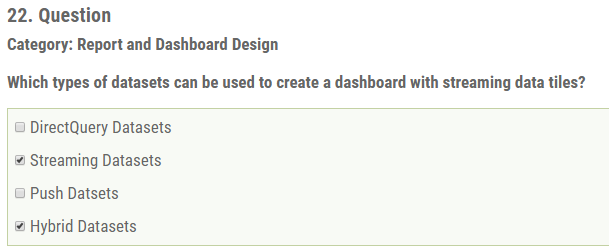 22. Question
Category: Report and Dashboard Design
Which types of datasets can be used to create a dashboard with streaming data tiles?
DirectQuery Datasets
Streaming Datasets
Push Datsets
Hybrid Datasets